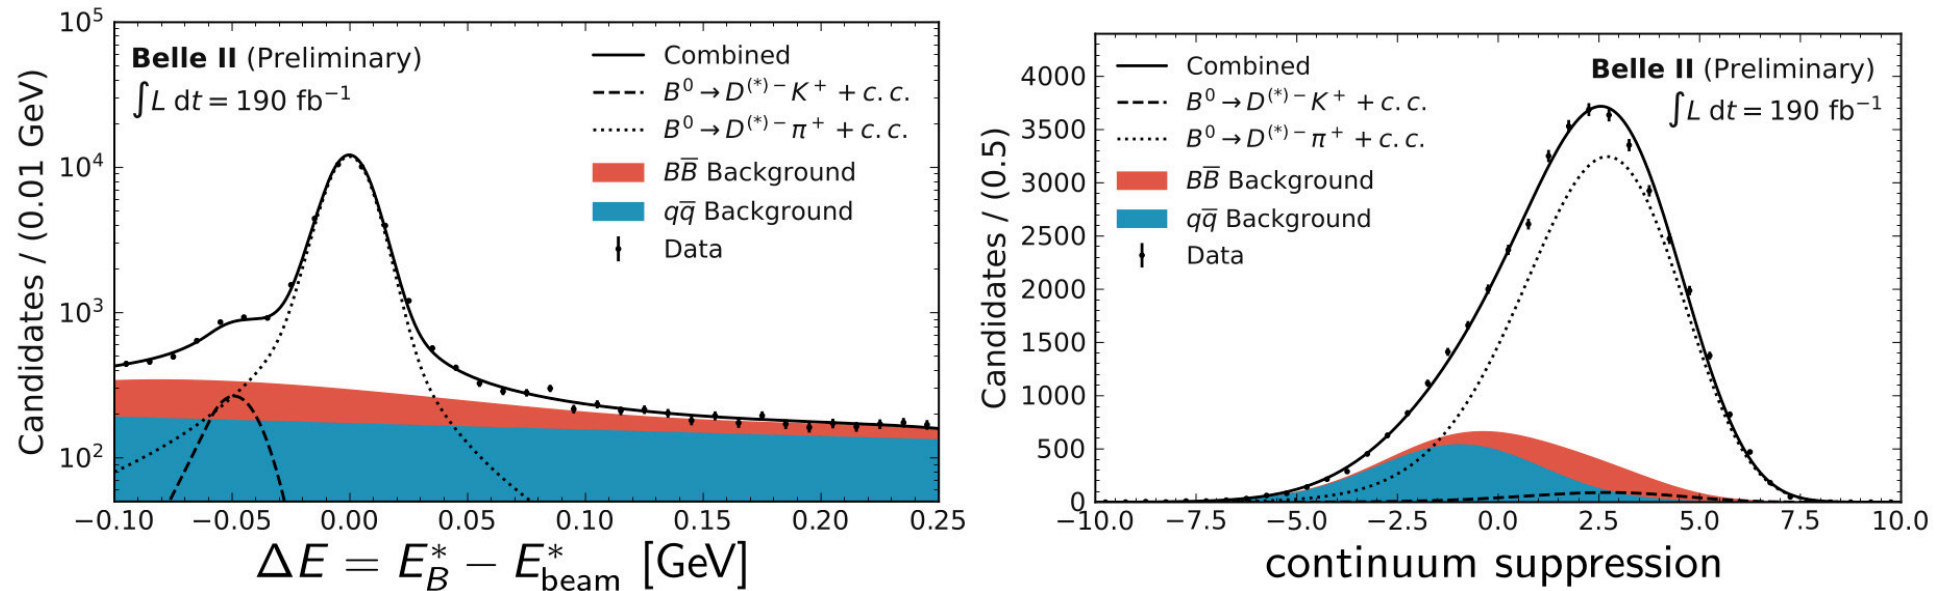 10⁵
10⁴
10³
10²
Candidates / (0.01 GeV)
Belle II (Preliminary)
∫L dt = 190 fb⁻¹
Combined
B⁰ → D⁽*⁾⁻K⁺ + c.c.
B⁰ → D⁽*⁾⁻π⁺ + c.c.
BB̅ Background
qq̅ Background
Data
−0.10 −0.05 0.00 0.05 0.10 0.15 0.20 0.25
ΔE = E*_B − E*_beam [GeV]
4000
3500
3000
2500
2000
1500
1000
500
0
Candidates / (0.5)
Combined
B⁰ → D⁽*⁾⁻K⁺ + c.c.
B⁰ → D⁽*⁾⁻π⁺ + c.c.
BB̅ Background
qq̅ Background
Data
Belle II (Preliminary)
∫L dt = 190 fb⁻¹
−10.0 −7.5 −5.0 −2.5 0.0 2.5 5.0 7.5 10.0
continuum suppression